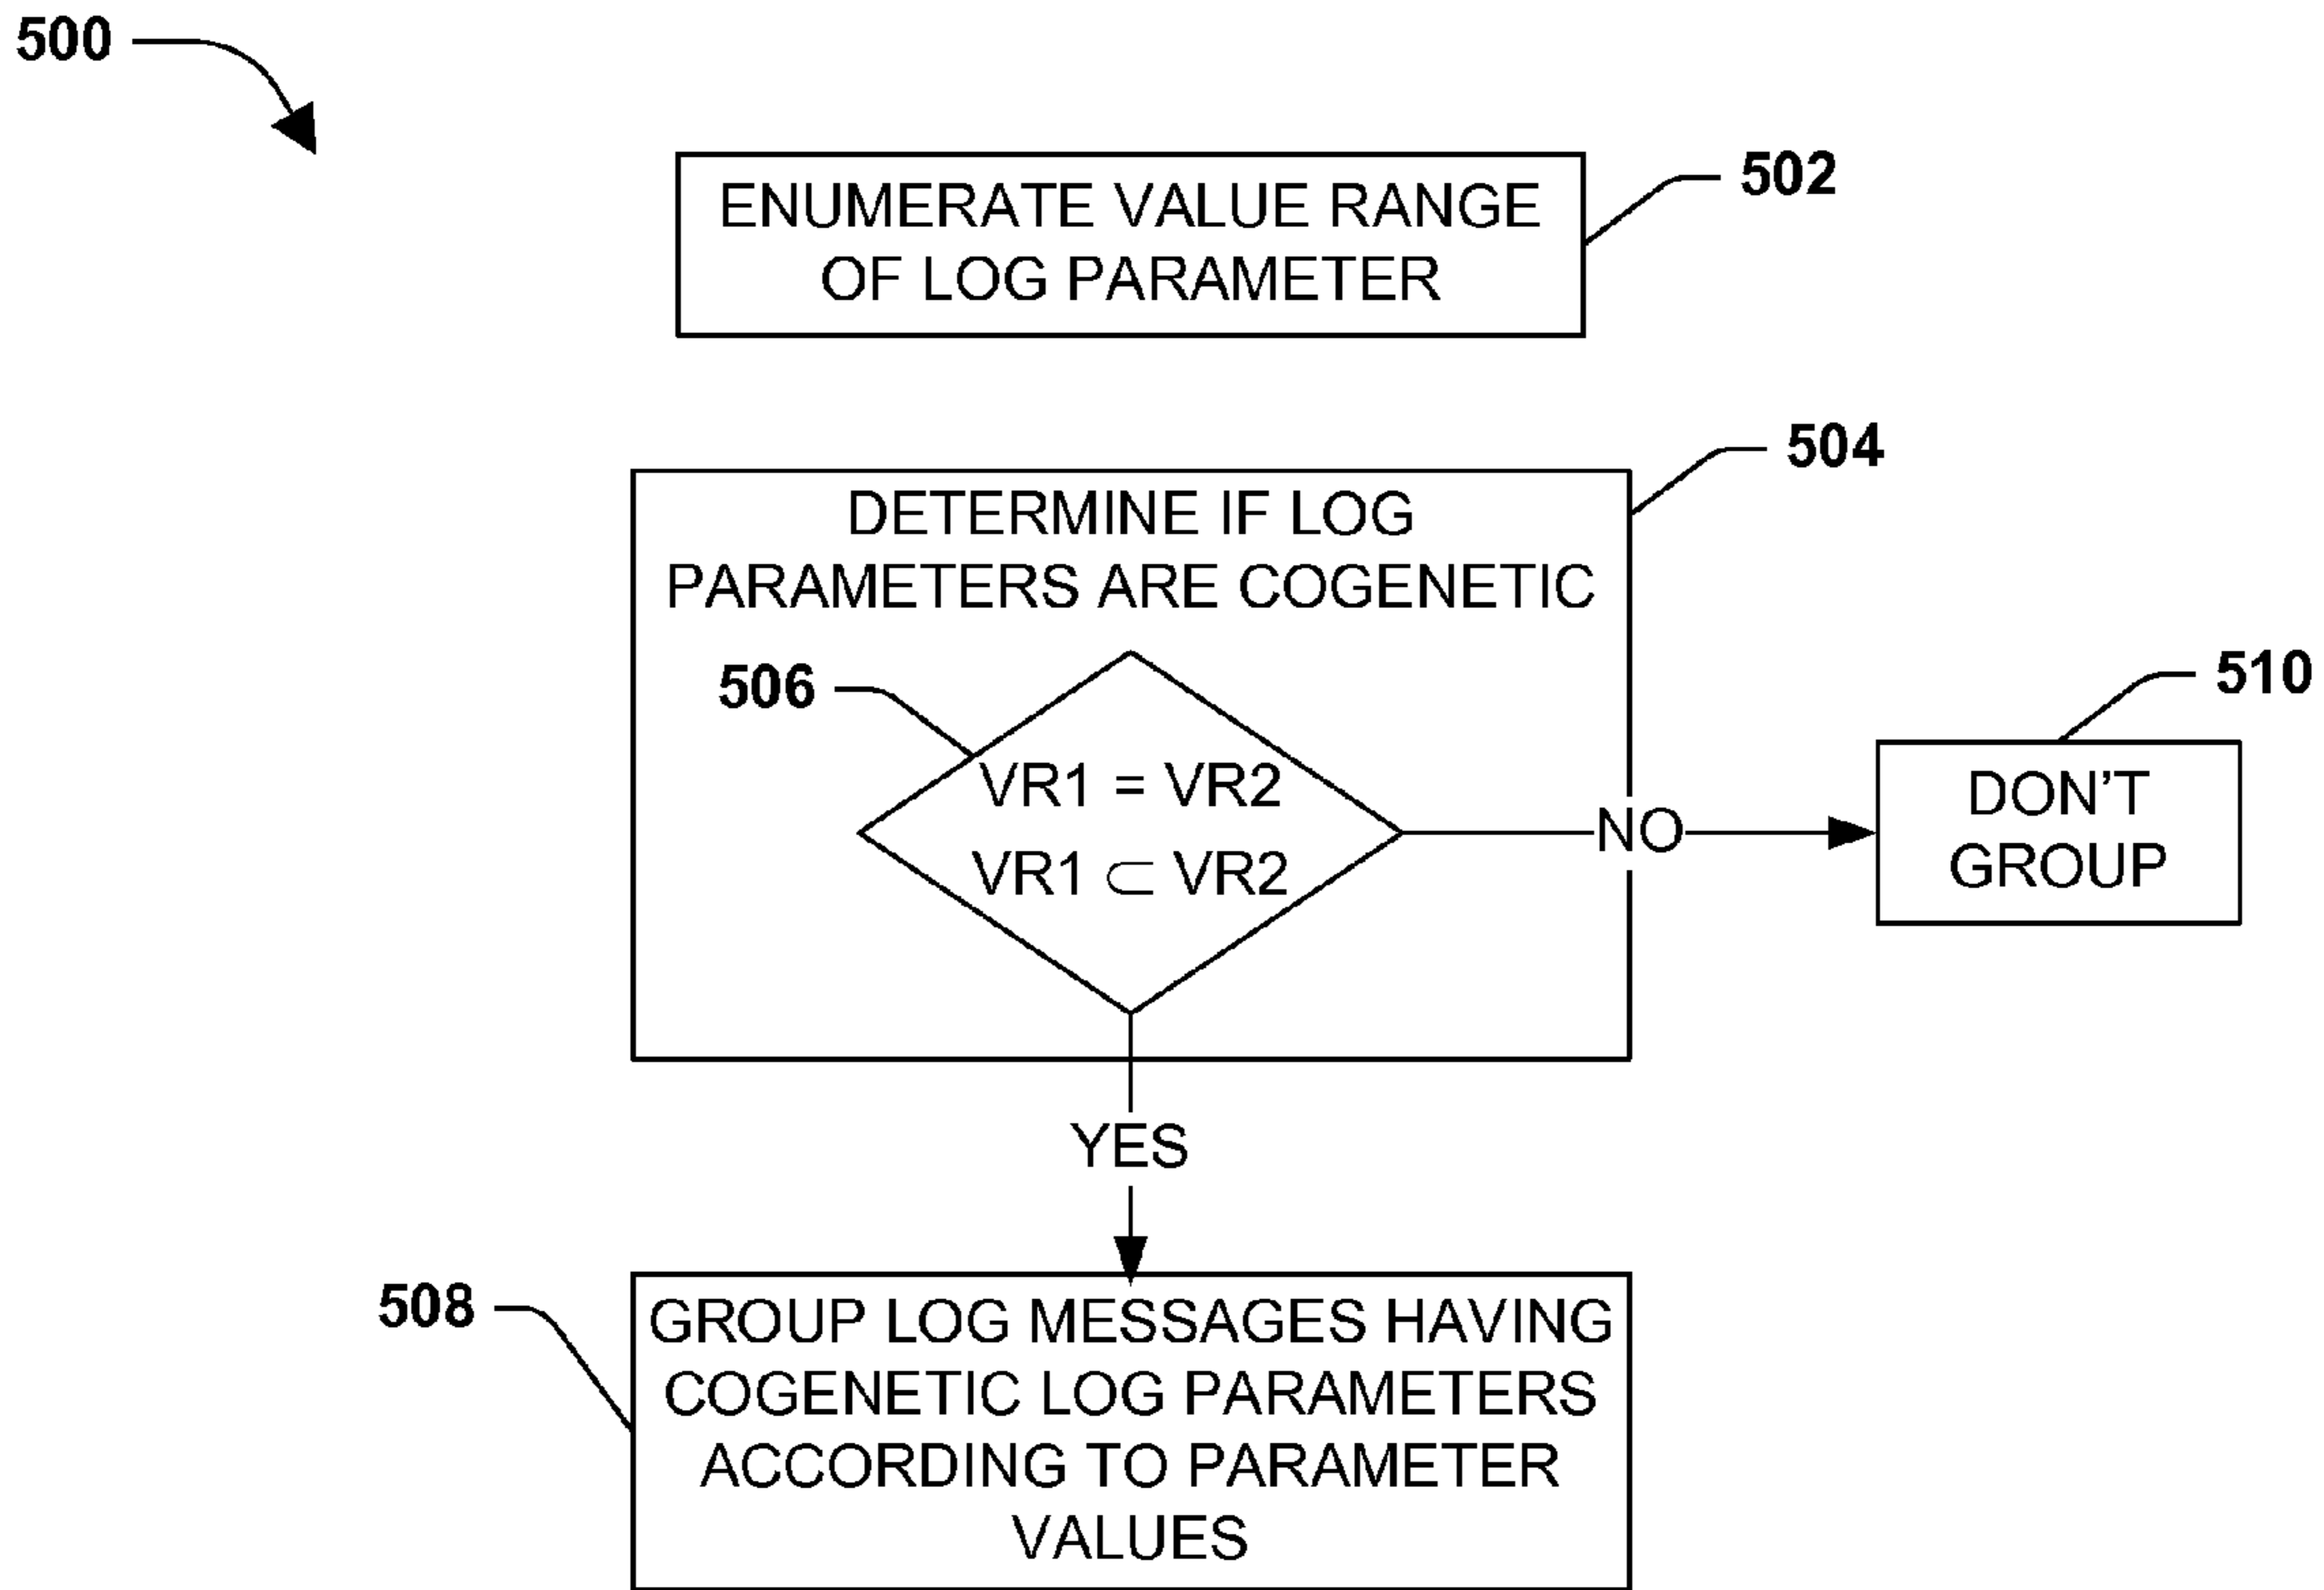 500
ENUMERATE VALUE RANGE
OF LOG PARAMETER
502
504
DETERMINE IF LOG
PARAMETERS ARE COGENETIC
506
VR1 = VR2
VR1 ⊂ VR2
NO
510
DON'T
GROUP
YES
508
GROUP LOG MESSAGES HAVING
COGENETIC LOG PARAMETERS
ACCORDING TO PARAMETER
VALUES